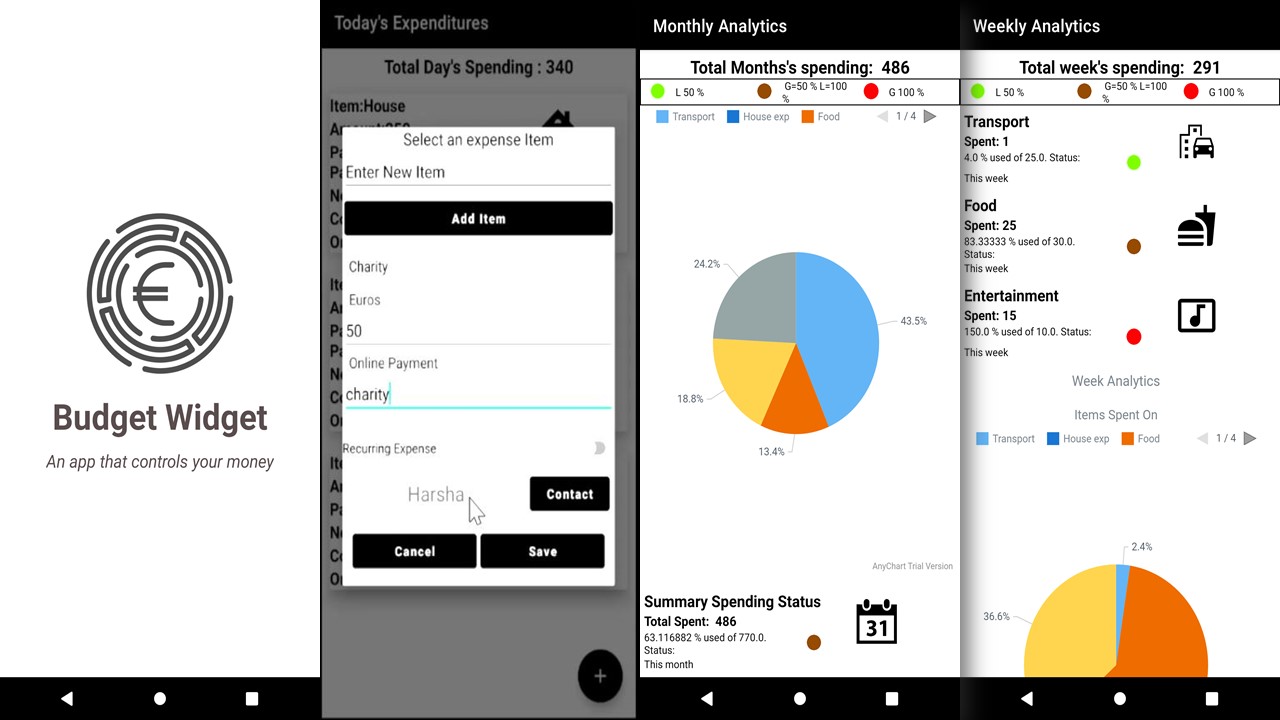 Budget Widget
An app that controls your money
Today's Expenditures
Total Day's Spending : 340
Item:House
Select an expense Item
Enter New Item
Add Item
Charity
Euros
50
Online Payment
charity
Recurring Expense
Harsha
Contact
Cancel
Save
+
Monthly Analytics
Total Months's spending: 486
L 50 %
G=50 % L=100
%
G 100 %
Transport
House exp
Food
1 / 4
24.2%
43.5%
18.8%
13.4%
AnyChart Trial Version
Summary Spending Status
Total Spent: 486
63.116882 % used of 770.0.
Status:
This month
31
Weekly Analytics
Total week's spending: 291
L 50 %
G=50 % L=100
%
G 100 %
Transport
Spent: 1
4.0 % used of 25.0. Status:
This week
Food
Spent: 25
83.33333 % used of 30.0.
Status:
This week
Entertainment
Spent: 15
150.0 % used of 10.0. Status:
This week
Week Analytics
Items Spent On
Transport
House exp
Food
1 / 4
2.4%
36.6%